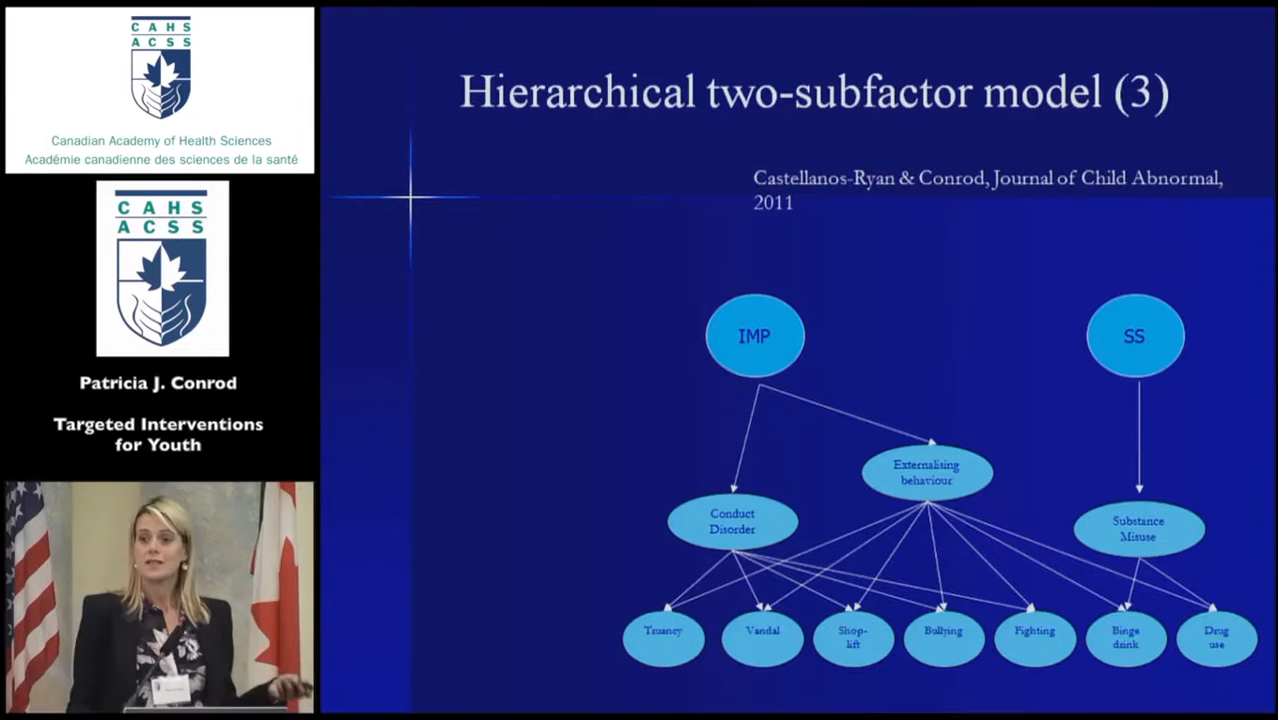 CAHS
ACSS
Canadian Academy of Health Sciences
Académie canadienne des sciences de la santé
CAHS
ACSS
Patricia J. Conrod
Targeted Interventions
for Youth
Hierarchical two-subfactor model (3)
Castellanos-Ryan & Conrod, Journal of Child Abnormal,
2011
IMP
SS
Externalising
behaviour
Conduct
Disorder
Substance
Misuse
Truancy
Vandal
Shop-
lift
Bullying
Fighting
Binge
drink
Drug
use